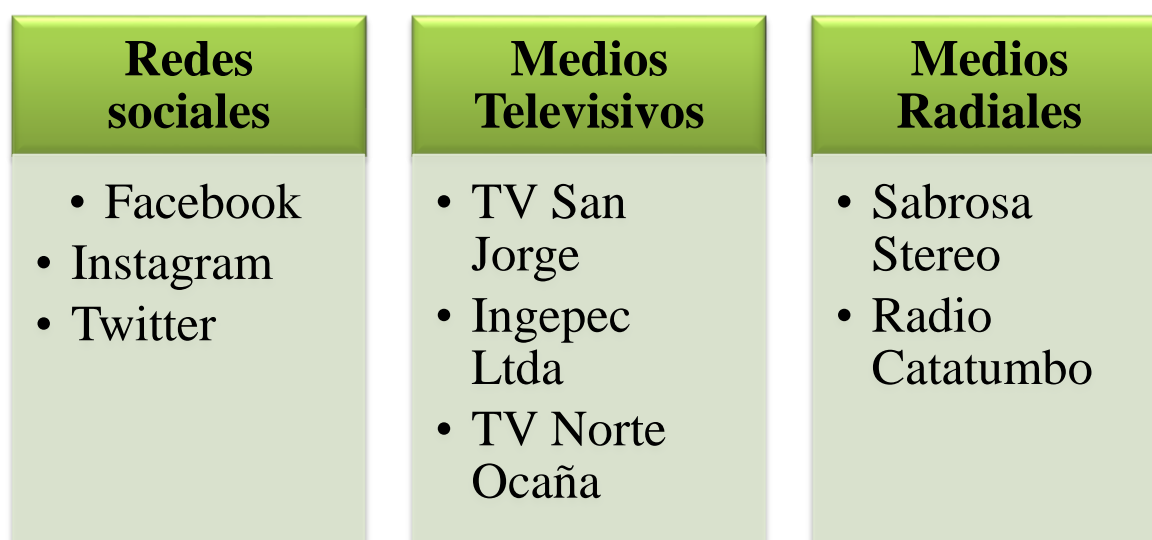 Redes
sociales
• Facebook
• Instagram
• Twitter
Medios
Televisivos
• TV San
Jorge
• Ingepec
Ltda
• TV Norte
Ocaña
Medios
Radiales
• Sabrosa
Stereo
• Radio
Catatumbo